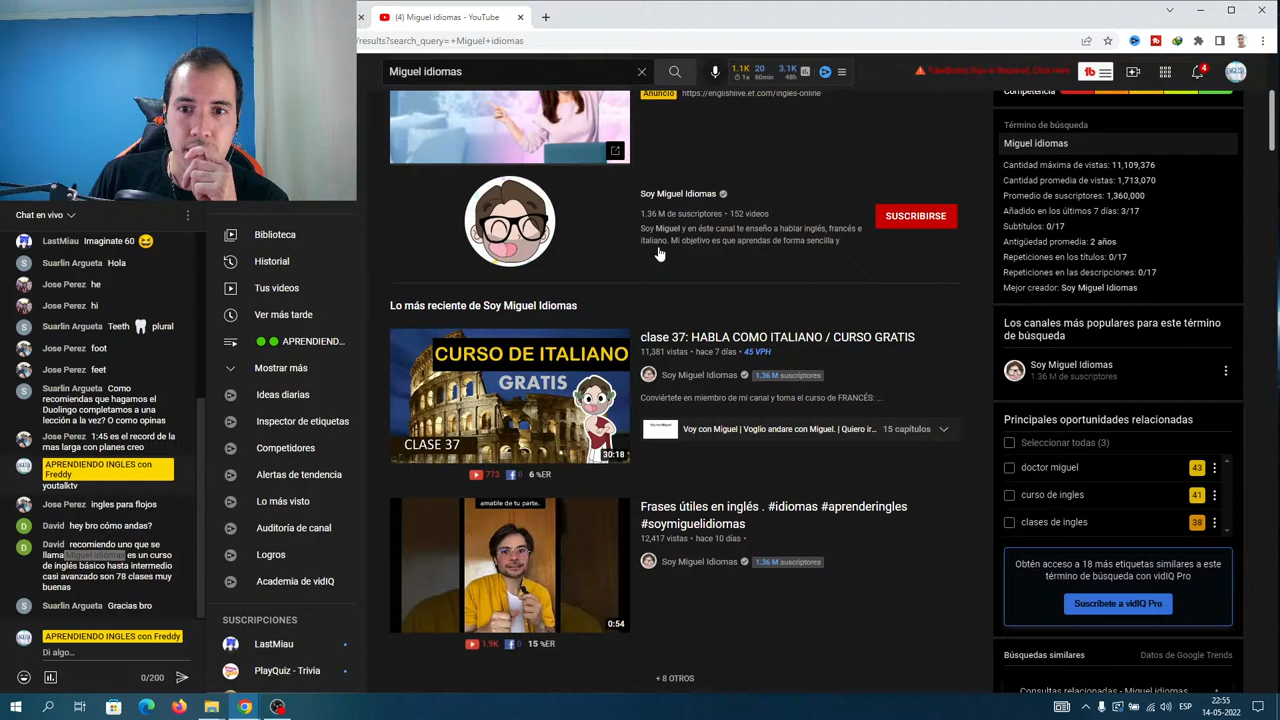 (4) Miguel idiomas - YouTube
/results?search_query=+Miguel+idiomas
Miguel idiomas
1.1K
20
3.1K
1a
60min
48h
4
Chat en vivo
LastMiau Imaginate 60 😆
Suarlin Argueta Hola
Jose Perez he
Jose Perez hi
Suarlin Argueta Teeth 🦷 plural
Jose Perez foot
Jose Perez feet
Suarlin Argueta Como
recomiendas que hagamos el
Duolingo completamos a una
lección a la vez? O como opinas
Jose Perez 1:45 es el record de la
mas larga con planes creo
APRENDIENDO INGLES con
Freddy
youtalktv
Jose Perez ingles para flojos
David hey bro cómo andas?
David recomiendo uno que se
llama Miguel idiomas es un curso
de inglés básico hasta intermedio
casi avanzado son 78 clases muy
buenas
Suarlin Argueta Gracias bro
APRENDIENDO INGLES con Freddy
Di algo...
0/200
Biblioteca
Historial
Tus videos
Ver más tarde
APRENDIENDO...
Mostrar más
Ideas diarias
Inspector de etiquetas
Competidores
Alertas de tendencia
Lo más visto
Auditoría de canal
Logros
Academia de vidIQ
SUSCRIPCIONES
LastMiau
PlayQuiz - Trivia
Anuncio
https://englishlive.ef.com/ingles-online
Soy Miguel Idiomas
1.36 M de suscriptores • 152 videos
Soy Miguel y en éste canal te enseño a hablar inglés, francés e
italiano. Mi objetivo es que aprendas de forma sencilla y
SUSCRIBIRSE
Lo más reciente de Soy Miguel Idiomas
CURSO DE ITALIANO
GRATIS
CLASE 37
30:18
773
0
6 %ER
clase 37: HABLA COMO ITALIANO / CURSO GRATIS
11,381 vistas • hace 7 días • 45 VPH
Soy Miguel Idiomas
1.36 M suscriptores
Conviértete en miembro de mi canal y toma el curso de FRANCÉS: ...
Voy con Miguel | Voglio andare con Miguel. | Quiero ir...
15 capítulos
amable de tu parte.
0:54
1.9K
0
15 %ER
Frases útiles en inglés . #idiomas #aprenderingles
#soymiguelidiomas
12,417 vistas • hace 10 días •
Soy Miguel Idiomas
1.36 M suscriptores
+ 8 OTROS
Competencia
Término de búsqueda
Miguel idiomas
Cantidad máxima de vistas: 11,109,376
Cantidad promedio de vistas: 1,713,070
Promedio de suscriptores: 1,360,000
Añadido en los últimos 7 días: 3/17
Subtítulos: 0/17
Antigüedad promedia: 2 años
Repeticiones en los títulos: 0/17
Repeticiones en las descripciones: 0/17
Mejor creador: Soy Miguel Idiomas
Los canales más populares para este término
de búsqueda
Soy Miguel Idiomas
1.36 M de suscriptores
Principales oportunidades relacionadas
Seleccionar todas (3)
doctor miguel
43
curso de ingles
41
clases de ingles
38
Obtén acceso a 18 más etiquetas similares a este
término de búsqueda con vidIQ Pro
Suscríbete a vidIQ Pro
Búsquedas similares
Datos de Google Trends
Consultas relacionadas - Miguel idiomas
ESP
22:55
14-05-2022